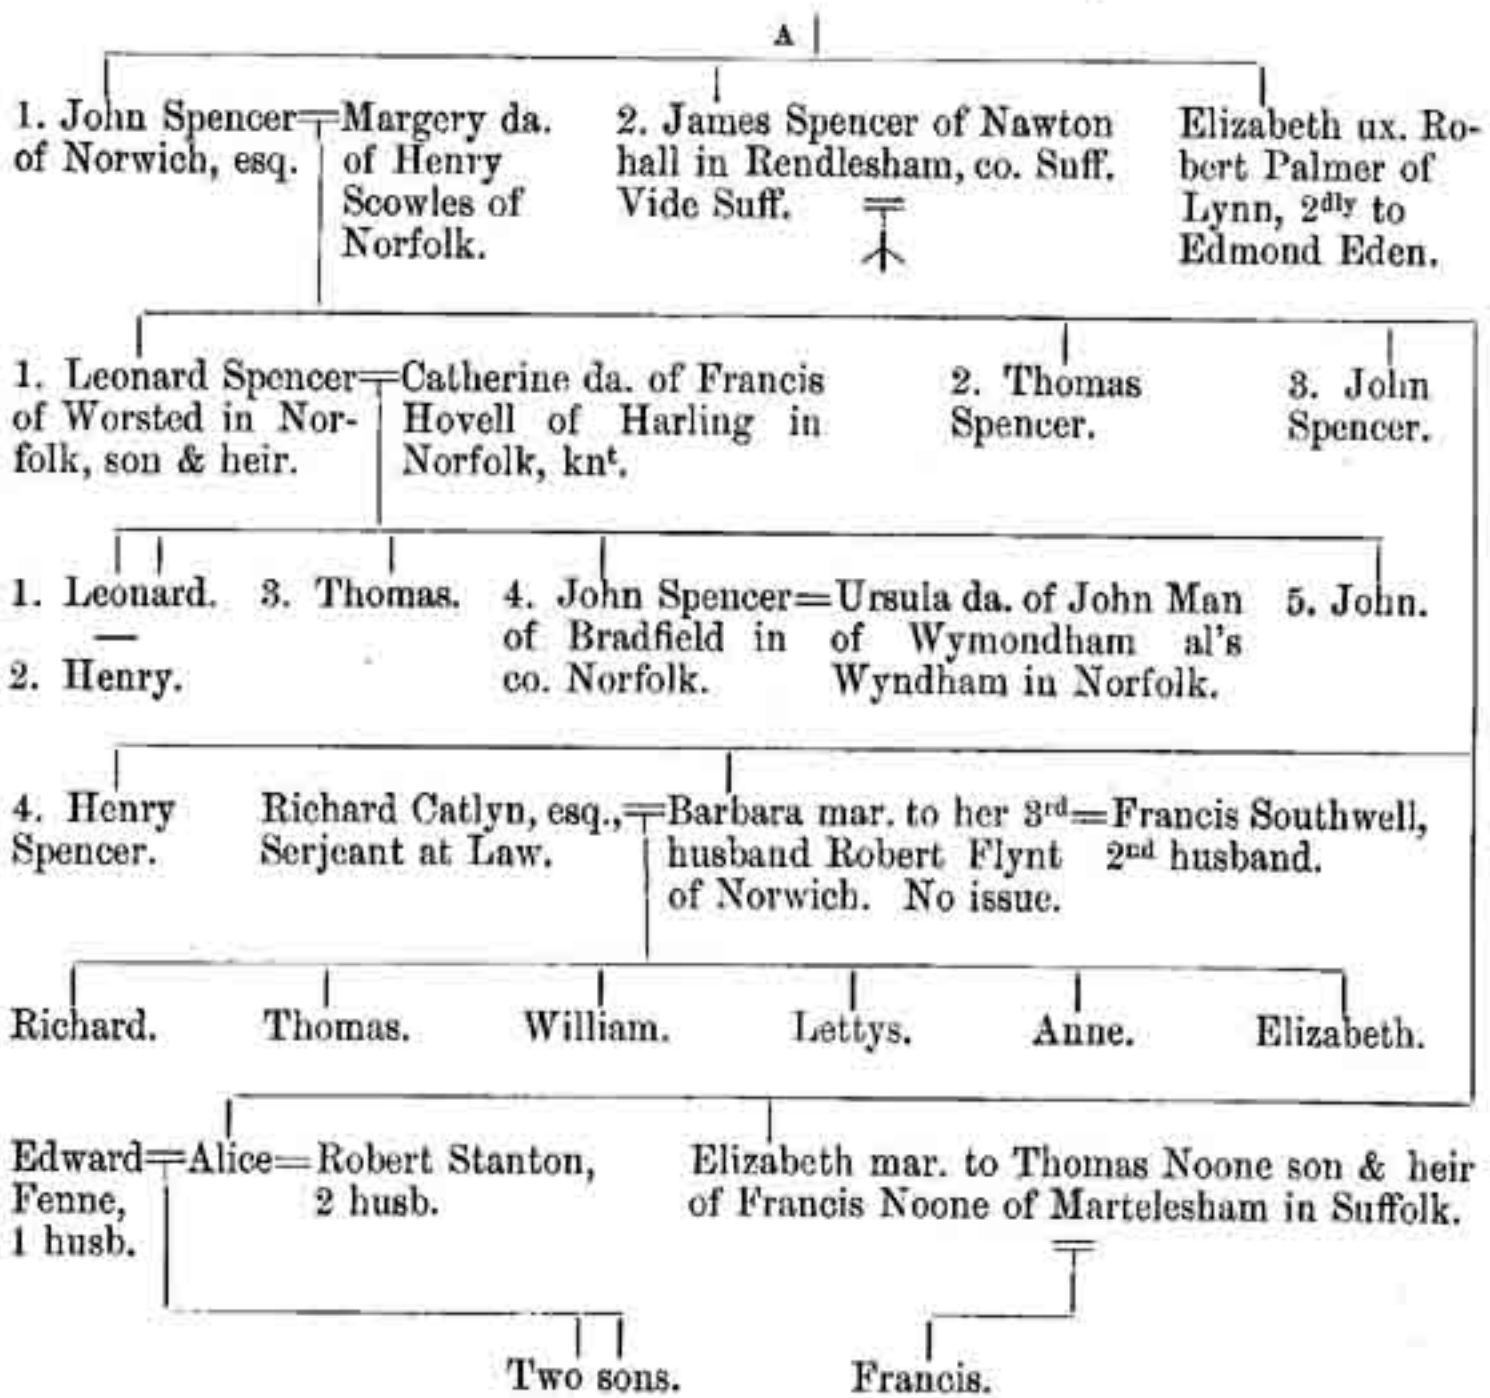 A
1. John Spencer
of Norwich, esq.
Margery da.
of Henry
Scowles of
Norfolk.
2. James Spencer of Nawton
hall in Rendlesham, co. Suff.
Vide Suff.
Elizabeth ux. Ro-
bert Palmer of
Lynn, 2dly to
Edmond Eden.
1. Leonard Spencer
of Worsted in Nor-
folk, son & heir.
Catherine da. of Francis
Hovell of Harling in
Norfolk, knt.
2. Thomas
Spencer.
3. John
Spencer.
1. Leonard.
2. Henry.
3. Thomas.
4. John Spencer
of Bradfield in
co. Norfolk.
Ursula da. of John Man
of Wymondham al's
Wyndham in Norfolk.
5. John.
4. Henry
Spencer.
Richard Catlyn, esq.,
Serjeant at Law.
Barbara mar. to her 3rd
husband Robert Flynt
of Norwich. No issue.
Francis Southwell,
2nd husband.
Richard.
Thomas.
William.
Lettys.
Anne.
Elizabeth.
Edward
Fenne,
1 husb.
Alice
Robert Stanton,
2 husb.
Elizabeth mar. to Thomas Noone son & heir
of Francis Noone of Martelesham in Suffolk.
Two sons.
Francis.